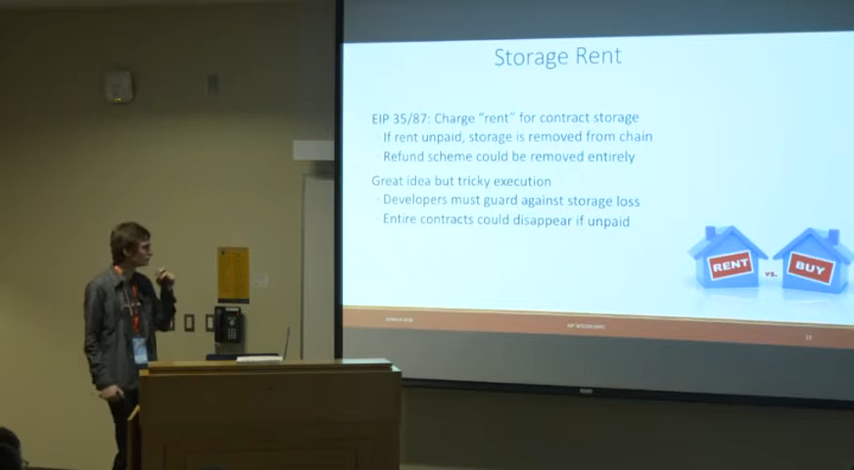 Storage Rent
EIP 35/87: Charge "rent" for contract storage
If rent unpaid, storage is removed from chain
Refund scheme could be removed entirely
Great idea but tricky execution
Developers must guard against storage loss
Entire contracts could disappear if unpaid
RENT vs. BUY